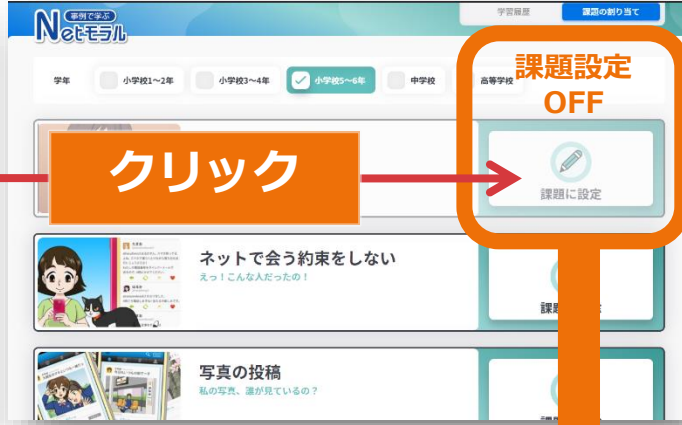 事例で学ぶ
Netモラル
学習履歴
課題の割り当て
学年
小学校1〜2年
小学校3〜4年
小学校5〜6年
中学校
高等学校
課題設定
OFF
クリック
課題に設定
ネットで会う約束をしない
えっ！こんな人だったの！
写真の投稿
私の写真、誰が見ているの？